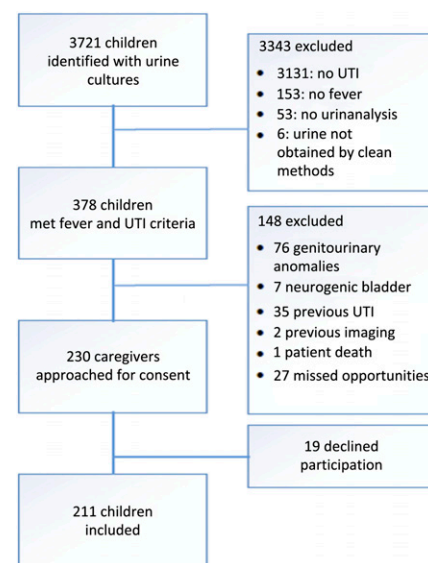 3721 children
identified with urine
cultures
3343 excluded
• 3131: no UTI
• 153: no fever
• 53: no urinanalysis
• 6: urine not
obtained by clean
methods
378 children
met fever and UTI criteria
148 excluded
• 76 genitourinary
anomalies
• 7 neurogenic bladder
• 35 previous UTI
• 2 previous imaging
• 1 patient death
• 27 missed opportunities
230 caregivers
approached for consent
19 declined
participation
211 children
included